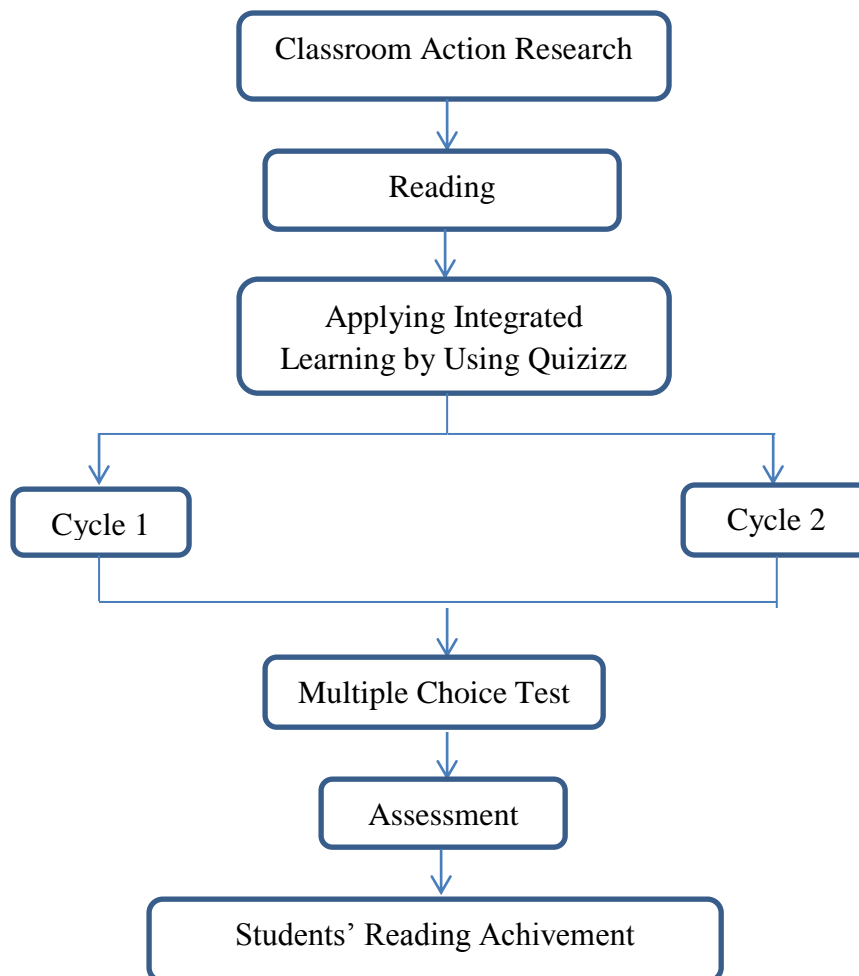 Classroom Action Research
Reading
Applying Integrated
Learning by Using Quizizz
Cycle 1
Cycle 2
Multiple Choice Test
Assessment
Students’ Reading Achivement